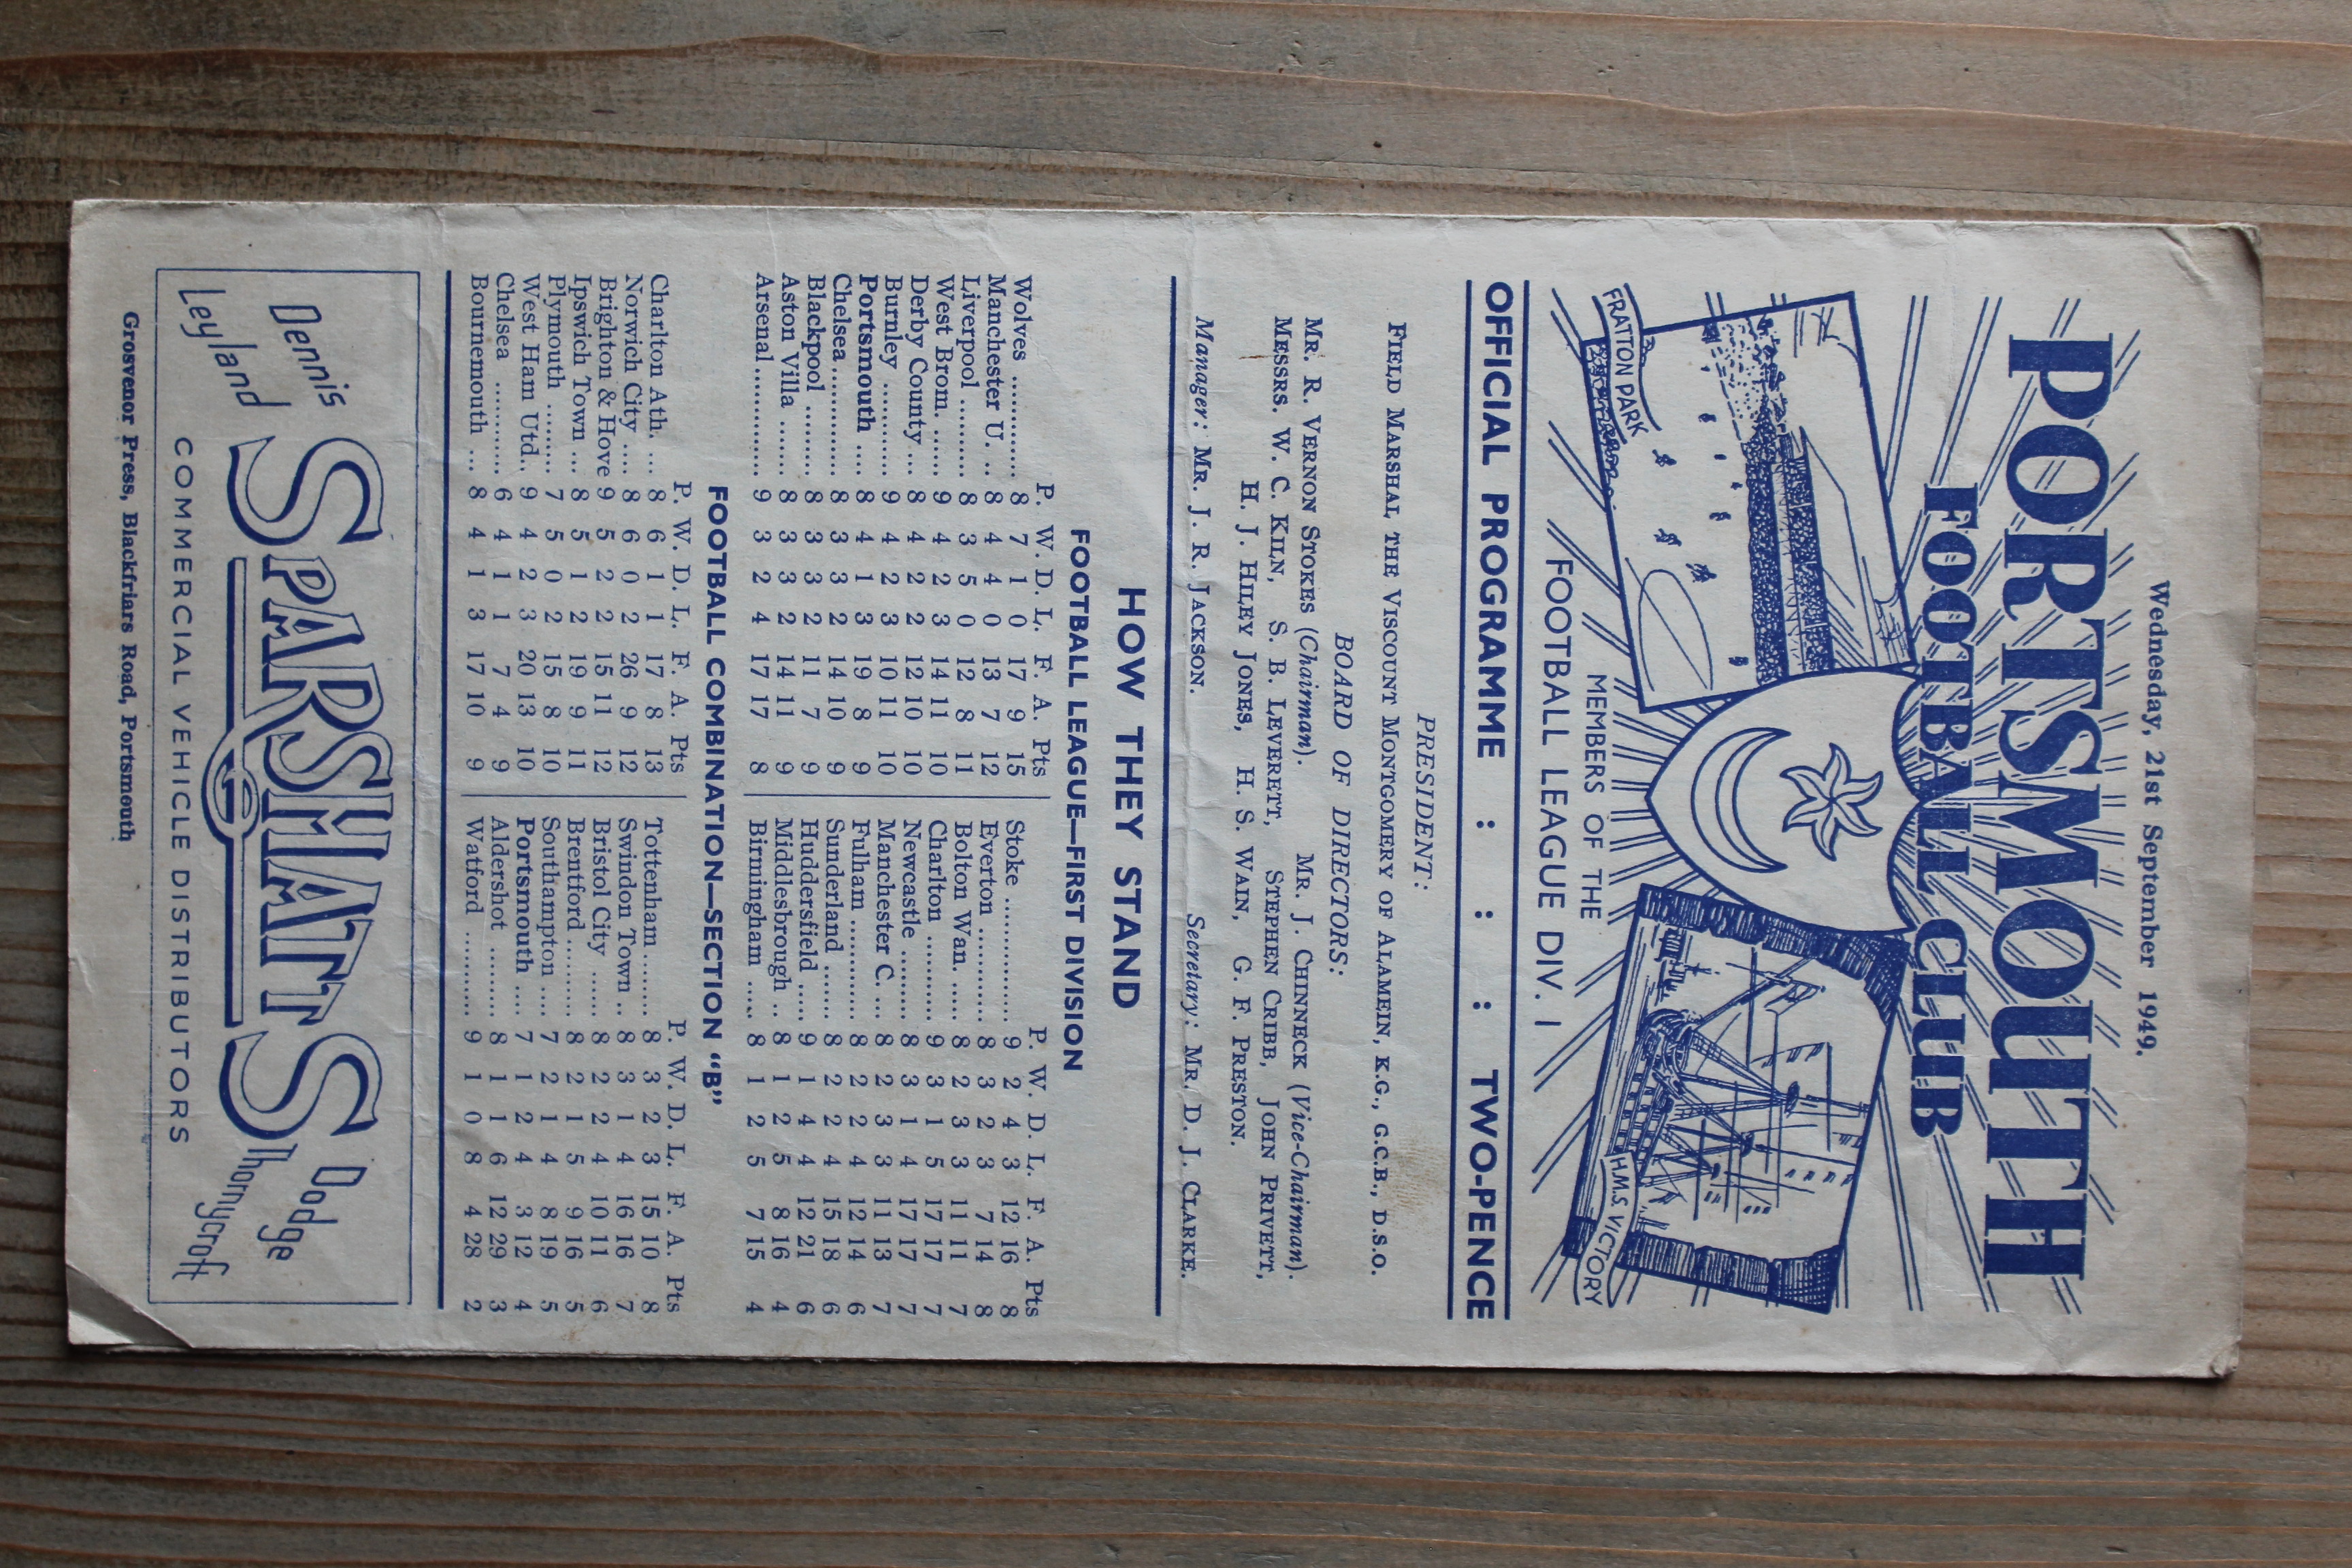 Wednesday, 21st September 1949.
PORTSMOUTH
FOOTBALL CLUB
FRATTON PARK
H.M.S. VICTORY
MEMBERS OF THE
FOOTBALL LEAGUE DIV. 1
OFFICIAL PROGRAMME : : : TWO-PENCE
PRESIDENT:
FIELD MARSHAL THE VISCOUNT MONTGOMERY OF ALAMEIN, K.G., G.C.B., D.S.O.
BOARD OF DIRECTORS:
MR. R. VERNON STOKES (Chairman). MR. J. CHINNECK (Vice-Chairman).
MESSRS. W. C. KILN, S. B. LEVERETT, STEPHEN CRIBB, JOHN PRIVETT,
H. J. HILEY JONES, H. S. WAIN, G. F. PRESTON.
Manager: MR. J. R. JACKSON. Secretary: MR. D. J. CLARKE.
HOW THEY STAND
FOOTBALL LEAGUE—FIRST DIVISION
P. W. D. L. F. A. Pts P. W. D. L. F. A. Pts
Wolves ............ 8 7 1 0 17 9 15 Stoke ............... 9 2 4 3 12 16 8
Manchester U. .. 8 4 4 0 13 7 12 Everton ............ 8 3 2 3 7 14 8
Liverpool .......... 8 3 5 0 12 8 11 Bolton Wan. ..... 8 2 3 3 11 11 7
West Brom. ...... 9 4 2 3 14 11 10 Charlton .......... 9 3 1 5 17 17 7
Derby County ... 8 4 2 2 12 10 10 Newcastle ......... 8 3 1 4 17 17 7
Burnley ........... 9 4 2 3 10 11 10 Manchester C. ... 8 2 3 3 11 13 7
Portsmouth .... 8 4 1 3 19 8 9 Fulham ............ 8 2 2 4 12 14 6
Chelsea ............ 8 3 3 2 14 10 9 Sunderland ....... 8 2 2 4 15 18 6
Blackpool ......... 8 3 3 2 11 7 9 Huddersfield ..... 9 1 4 4 12 21 6
Aston Villa ....... 8 3 3 2 14 11 9 Middlesbrough .. 8 1 2 5 8 16 4
Arsenal ............. 9 3 2 4 17 17 8 Birmingham ..... 8 1 2 5 7 15 4
FOOTBALL COMBINATION—SECTION "B"
P. W. D. L. F. A. Pts P. W. D. L. F. A. Pts
Charlton Ath. ... 8 6 1 1 17 8 13 Tottenham ........ 8 3 2 3 15 10 8
Norwich City .... 8 6 0 2 26 9 12 Swindon Town .. 8 3 1 4 16 16 7
Brighton & Hove 9 5 2 2 15 11 12 Bristol City ...... 8 2 2 4 10 11 6
Ipswich Town ... 8 5 1 2 19 9 11 Brentford .......... 8 2 1 5 9 16 5
Plymouth ......... 7 5 0 2 15 8 10 Southampton .... 7 2 1 4 8 19 5
West Ham Utd.. 9 4 2 3 20 13 10 Portsmouth .... 7 1 2 4 3 12 4
Chelsea ............ 6 4 1 1 7 4 9 Aldershot ......... 8 1 1 6 12 29 3
Bournemouth ... 8 4 1 3 17 10 9 Watford ........... 9 1 0 8 4 28 2
Dennis
Leyland
SPARSHATTS
Dodge
Thornycroft
COMMERCIAL VEHICLE DISTRIBUTORS
Grosvenor Press, Blackfriars Road, Portsmouth